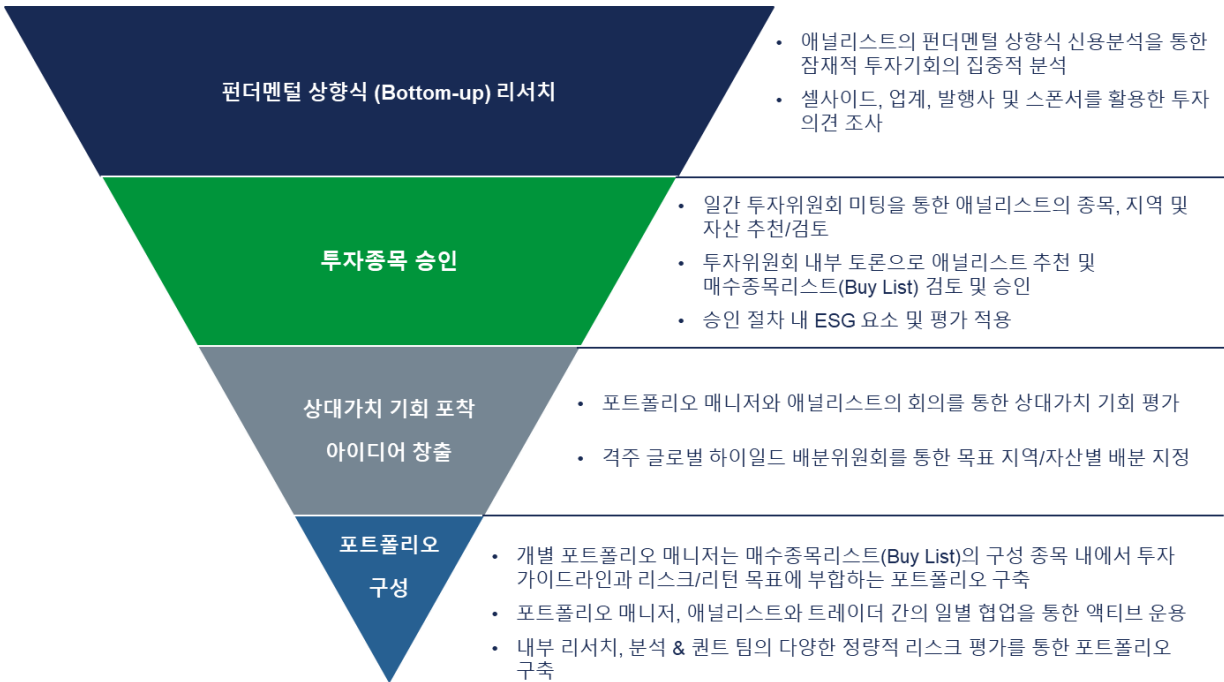 펀더멘털 상향식 (Bottom-up) 리서치
• 애널리스트의 펀더멘털 상향식 신용분석을 통한
잠재적 투자기회의 집중적 분석
• 셀사이드, 업계, 발행사 및 스폰서를 활용한 투자
의견 조사
투자종목 승인
• 일간 투자위원회 미팅을 통한 애널리스트의 종목, 지역 및
자산 추천/검토
• 투자위원회 내부 토론으로 애널리스트 추천 및
매수종목리스트(Buy List) 검토 및 승인
• 승인 절차 내 ESG 요소 및 평가 적용
상대가치 기회 포착
아이디어 창출
• 포트폴리오 매니저와 애널리스트의 회의를 통한 상대가치 기회 평가
• 격주 글로벌 하이일드 배분위원회를 통한 목표 지역/자산별 배분 지정
포트폴리오
구성
• 개별 포트폴리오 매니저는 매수종목리스트(Buy List)의 구성 종목 내에서 투자
가이드라인과 리스크/리턴 목표에 부합하는 포트폴리오 구축
• 포트폴리오 매니저, 애널리스트와 트레이더 간의 일별 협업을 통한 액티브 운용
• 내부 리서치, 분석 & 퀀트 팀의 다양한 정량적 리스크 평가를 통한 포트폴리오
구축